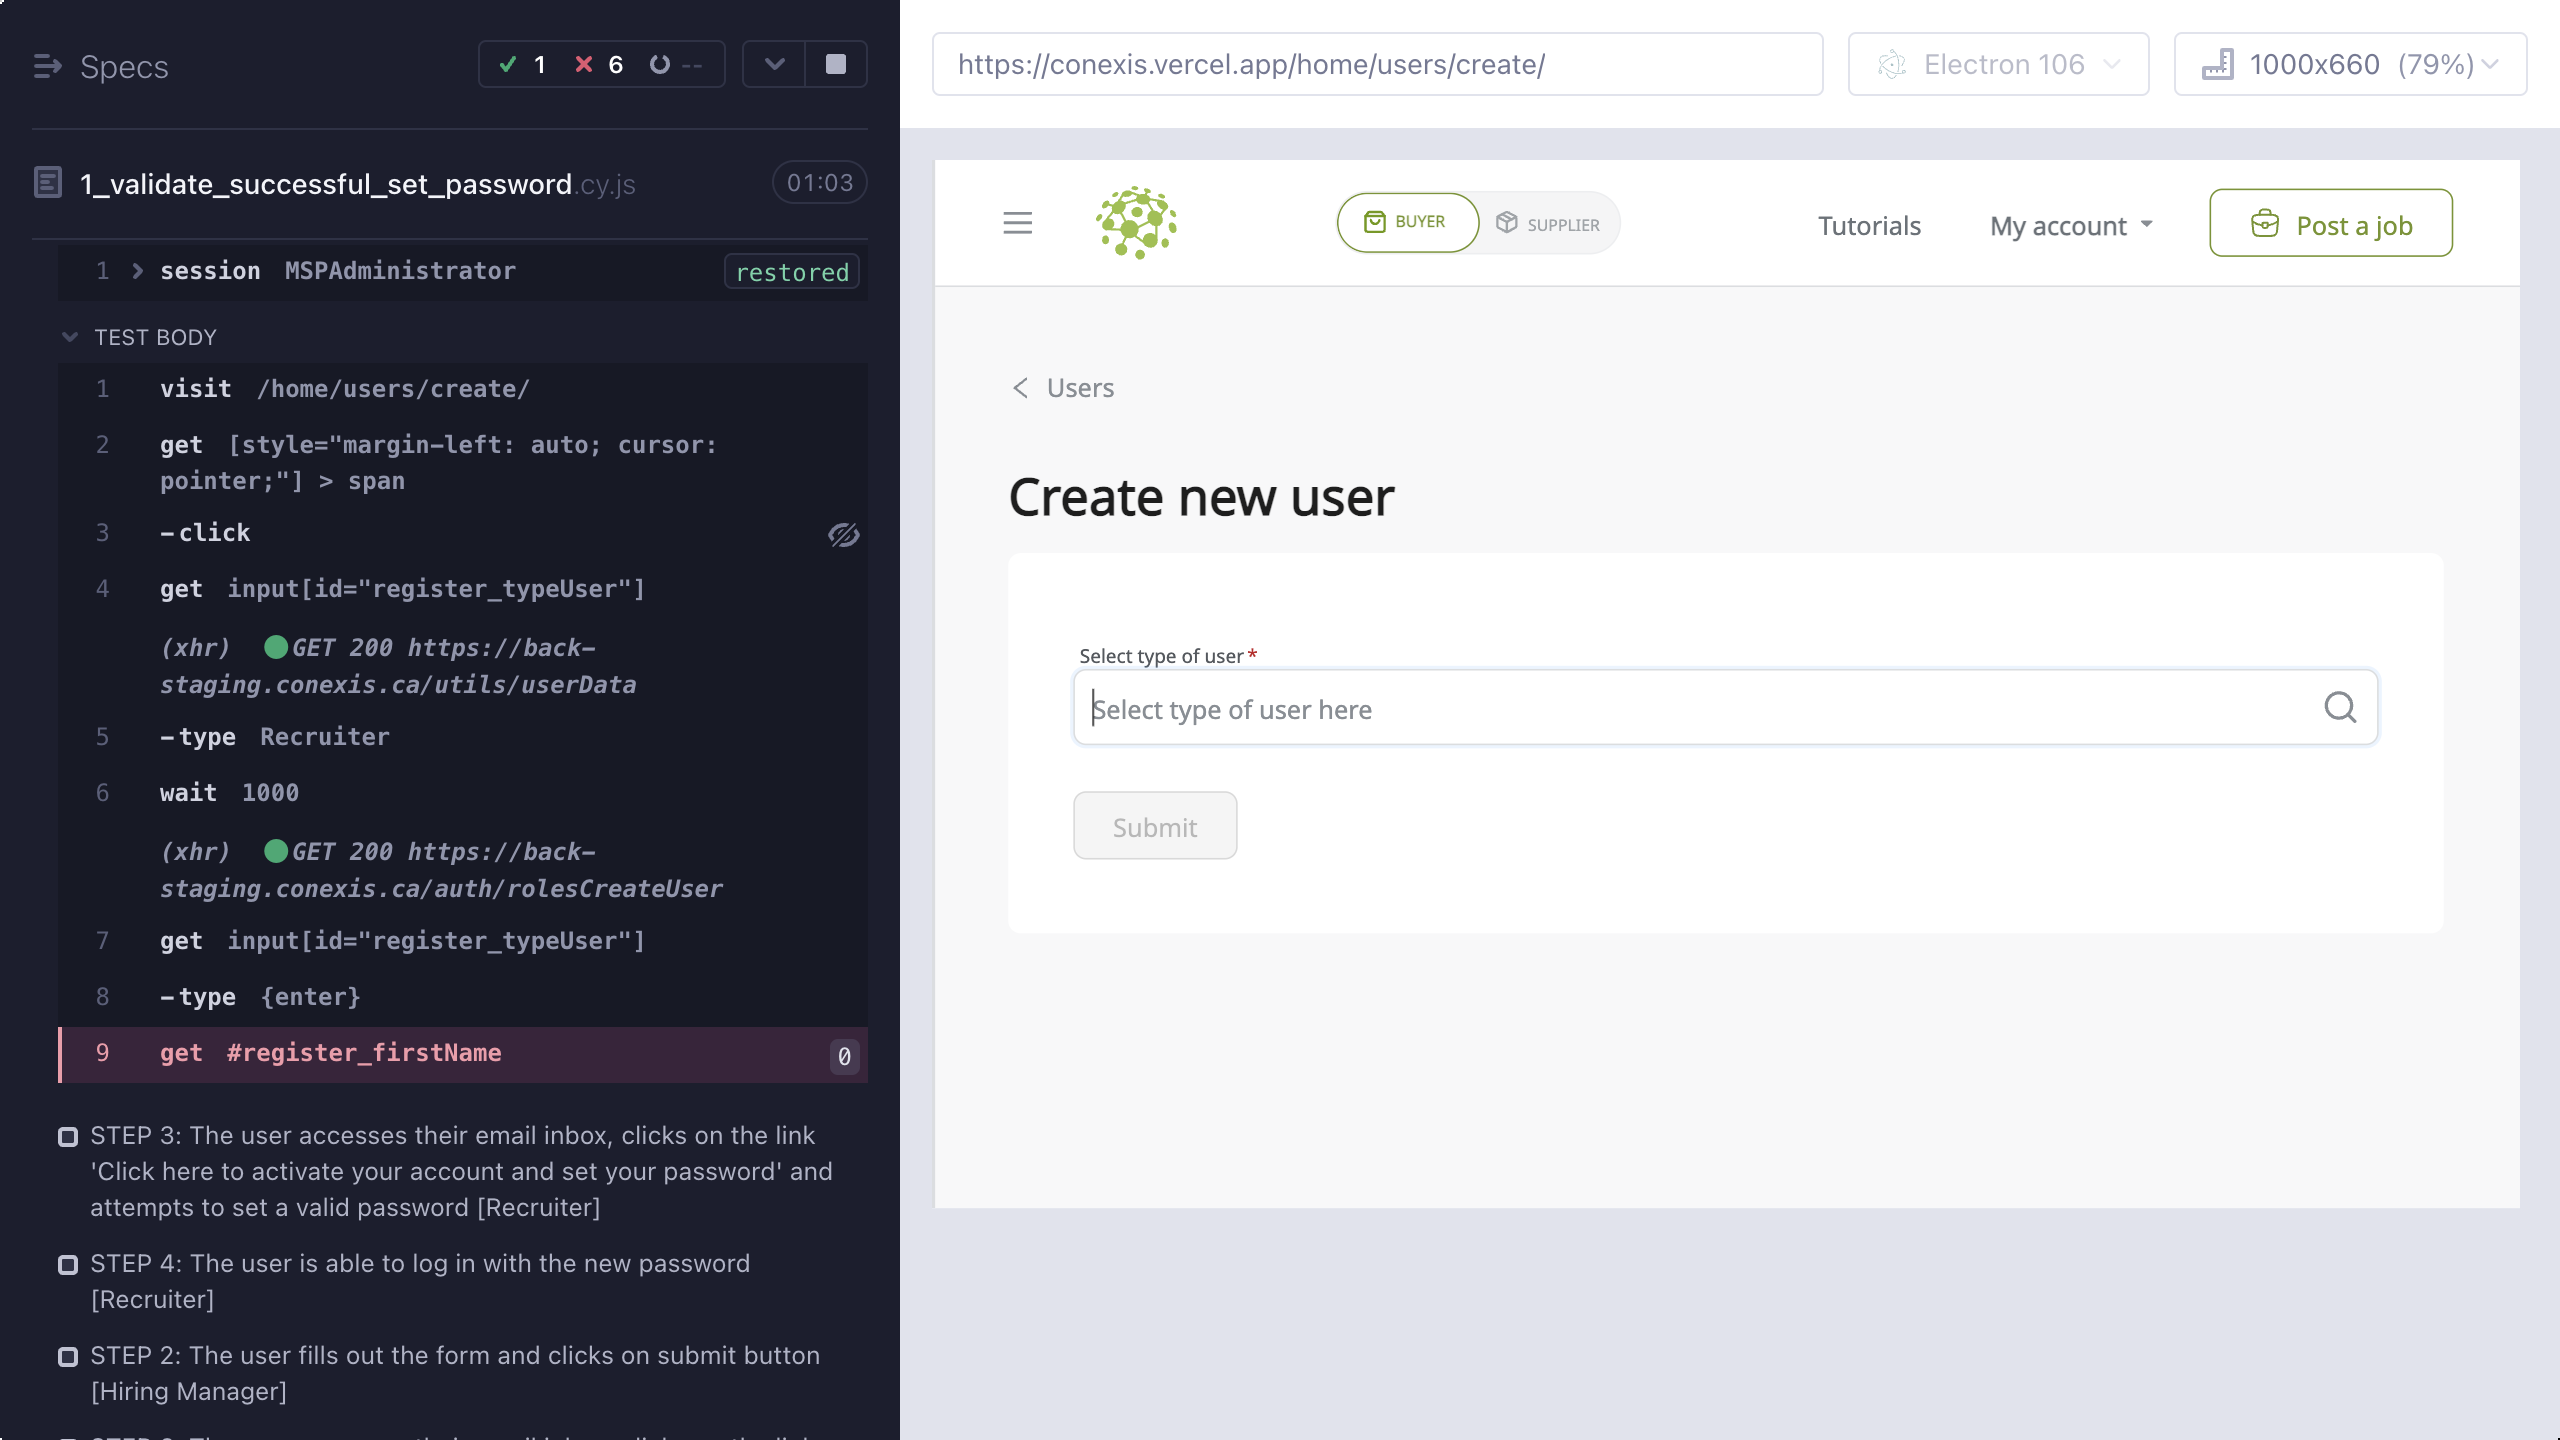 Specs
1 6 --
1_validate_successful_set_password.cy.js 01:03
1 session MSPAdministrator restored
TEST BODY
1 visit /home/users/create/
2 get [style="margin-left: auto; cursor:
pointer;"] > span
3 -click
4 get input[id="register_typeUser"]
(xhr) GET 200 https://back-
staging.conexis.ca/utils/userData
5 -type Recruiter
6 wait 1000
(xhr) GET 200 https://back-
staging.conexis.ca/auth/rolesCreateUser
7 get input[id="register_typeUser"]
8 -type {enter}
9 get #register_firstName 0
STEP 3: The user accesses their email inbox, clicks on the link
'Click here to activate your account and set your password' and
attempts to set a valid password [Recruiter]
STEP 4: The user is able to log in with the new password
[Recruiter]
STEP 2: The user fills out the form and clicks on submit button
[Hiring Manager]
https://conexis.vercel.app/home/users/create/
Electron 106
1000x660 (79%)
BUYER
SUPPLIER
Tutorials
My account
Post a job
Users
Create new user
Select type of user*
Select type of user here
Submit